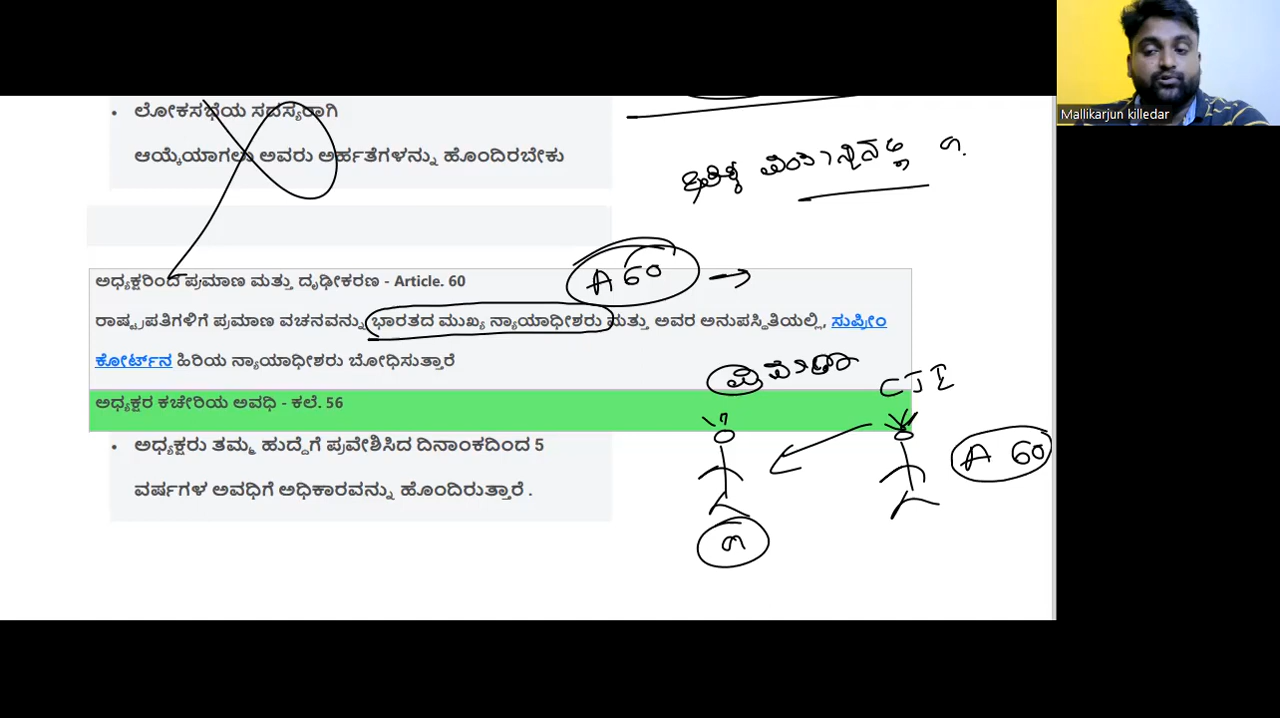 ಲೋಕಸಭೆಯ ಸದಸ್ಯರಾಗಿ
ಆಯ್ಕೆಯಾಗಲು ಅವರು ಅರ್ಹತೆಗಳನ್ನು ಹೊಂದಿರಬೇಕು
A 60
ಅಧ್ಯಕ್ಷರಿಂದ ಪ್ರಮಾಣ ಮತ್ತು ದೃಢೀಕರಣ - Article. 60
ರಾಷ್ಟ್ರಪತಿಗಳಿಗೆ ಪ್ರಮಾಣ ವಚನವನ್ನು ಭಾರತದ ಮುಖ್ಯ ನ್ಯಾಯಾಧೀಶರು ಮತ್ತು ಅವರ ಅನುಪಸ್ಥಿತಿಯಲ್ಲಿ, ಸುಪ್ರೀಂ
ಕೋರ್ಟ್‌ನ ಹಿರಿಯ ನ್ಯಾಯಾಧೀಶರು ಬೋಧಿಸುತ್ತಾರೆ
CJI
ಅಧ್ಯಕ್ಷರ ಕಚೇರಿಯ ಅವಧಿ - ಕಲೆ. 56
A 60
ಅಧ್ಯಕ್ಷರು ತಮ್ಮ ಹುದ್ದೆಗೆ ಪ್ರವೇಶಿಸಿದ ದಿನಾಂಕದಿಂದ 5
ವರ್ಷಗಳ ಅವಧಿಗೆ ಅಧಿಕಾರವನ್ನು ಹೊಂದಿರುತ್ತಾರೆ .
Mallikarjun killedar